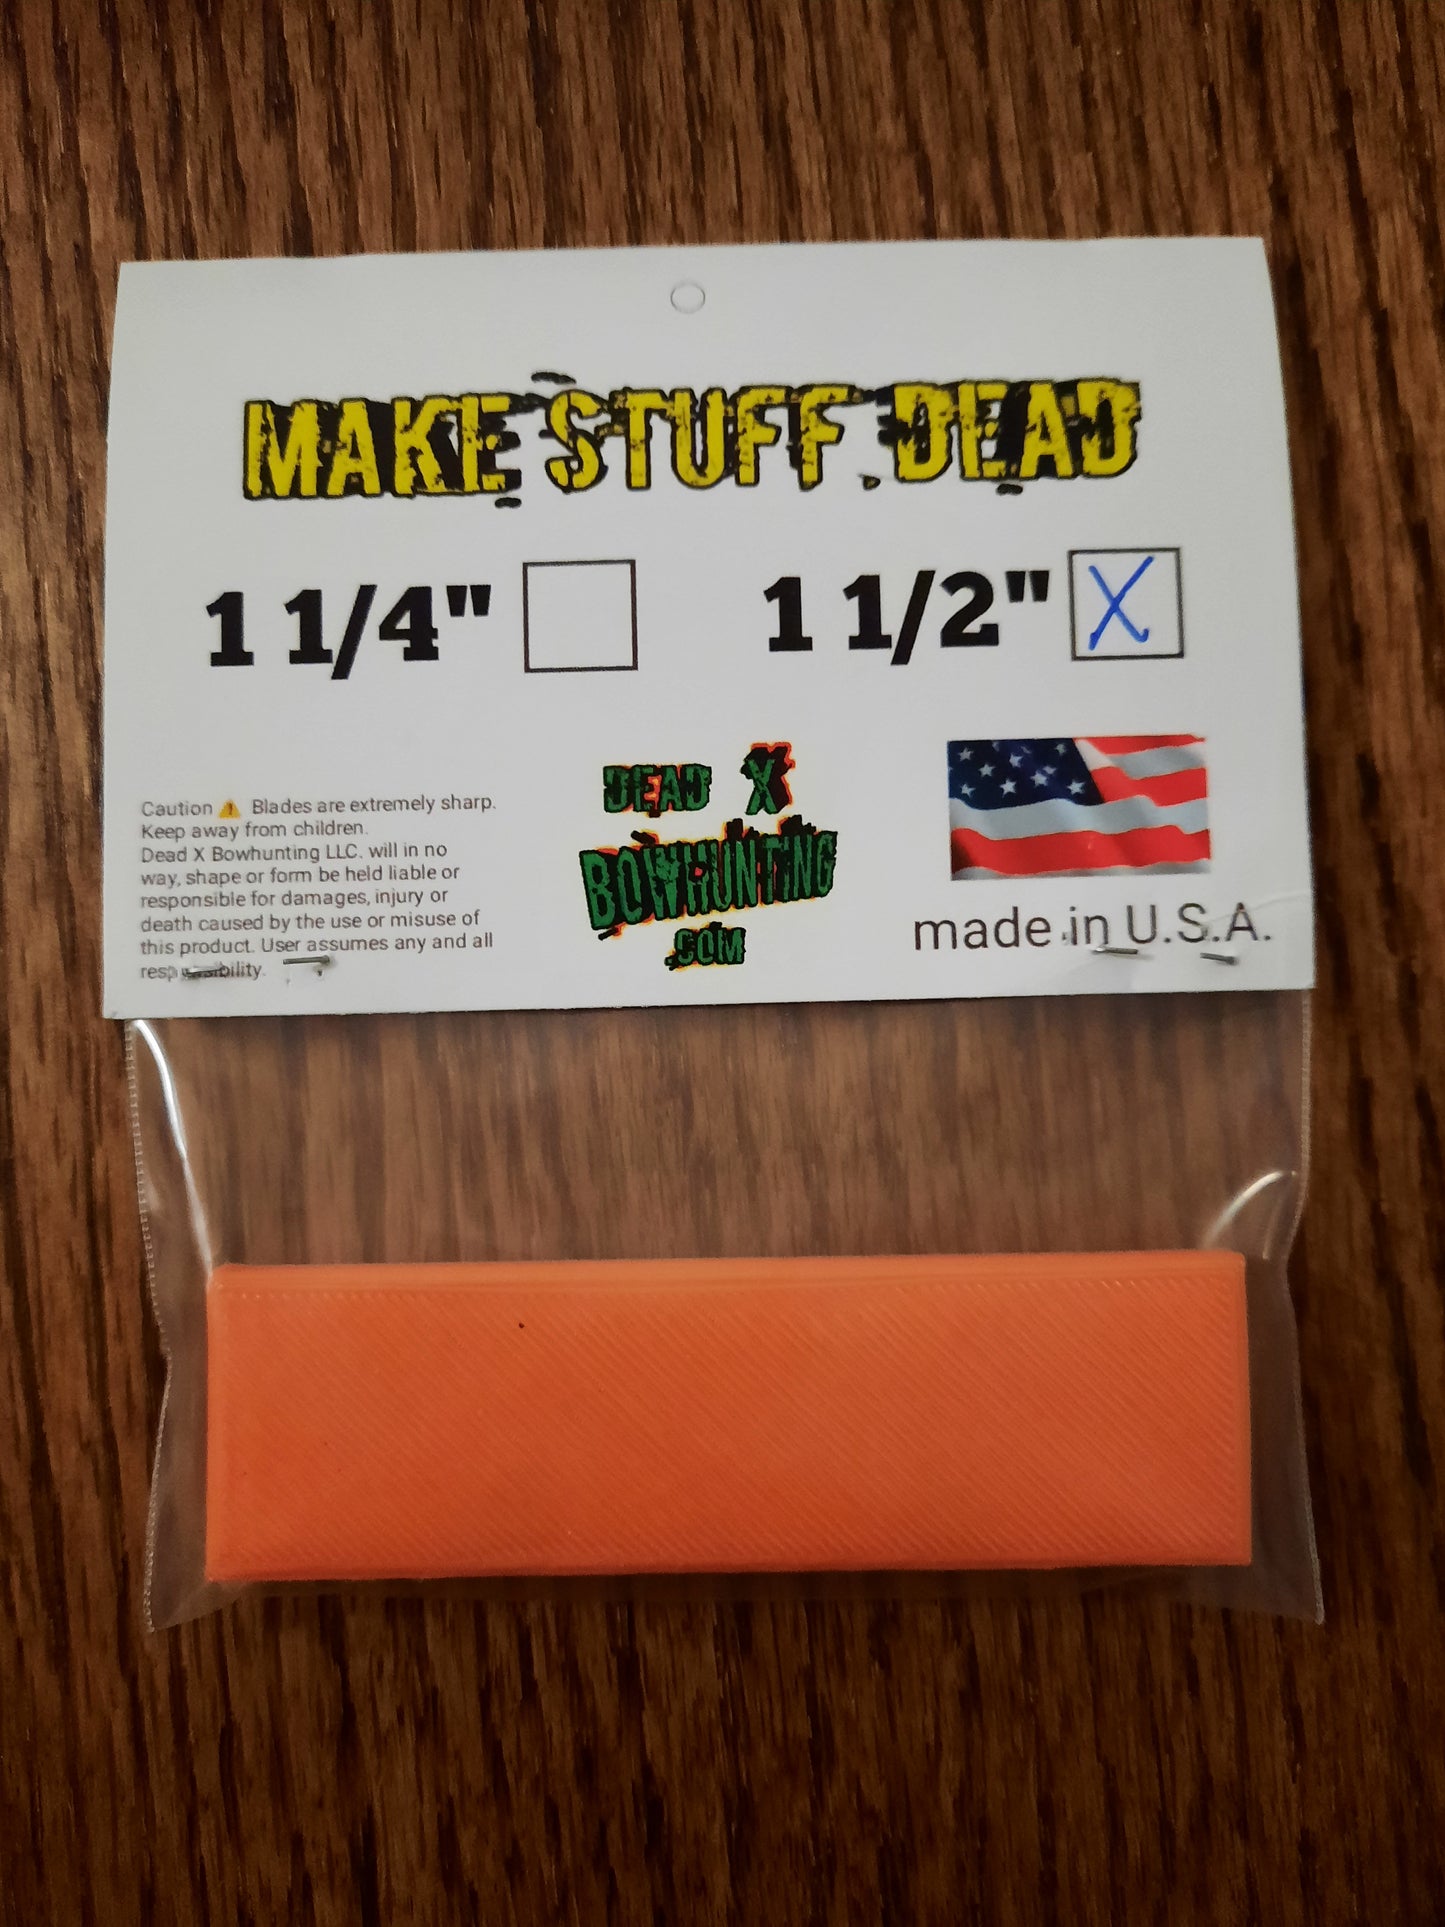 MAKE STUFF DEAD
1 1/4" 1 1/2" X
Caution ⚠ Blades are extremely sharp.
Keep away from children.
Dead X Bowhunting LLC. will in no
way, shape or form be held liable or
responsible for damages, injury or
death caused by the use or misuse of
this product. User assumes any and all
responsibility.
DEAD X
BOWHUNTING
.COM
made in U.S.A.